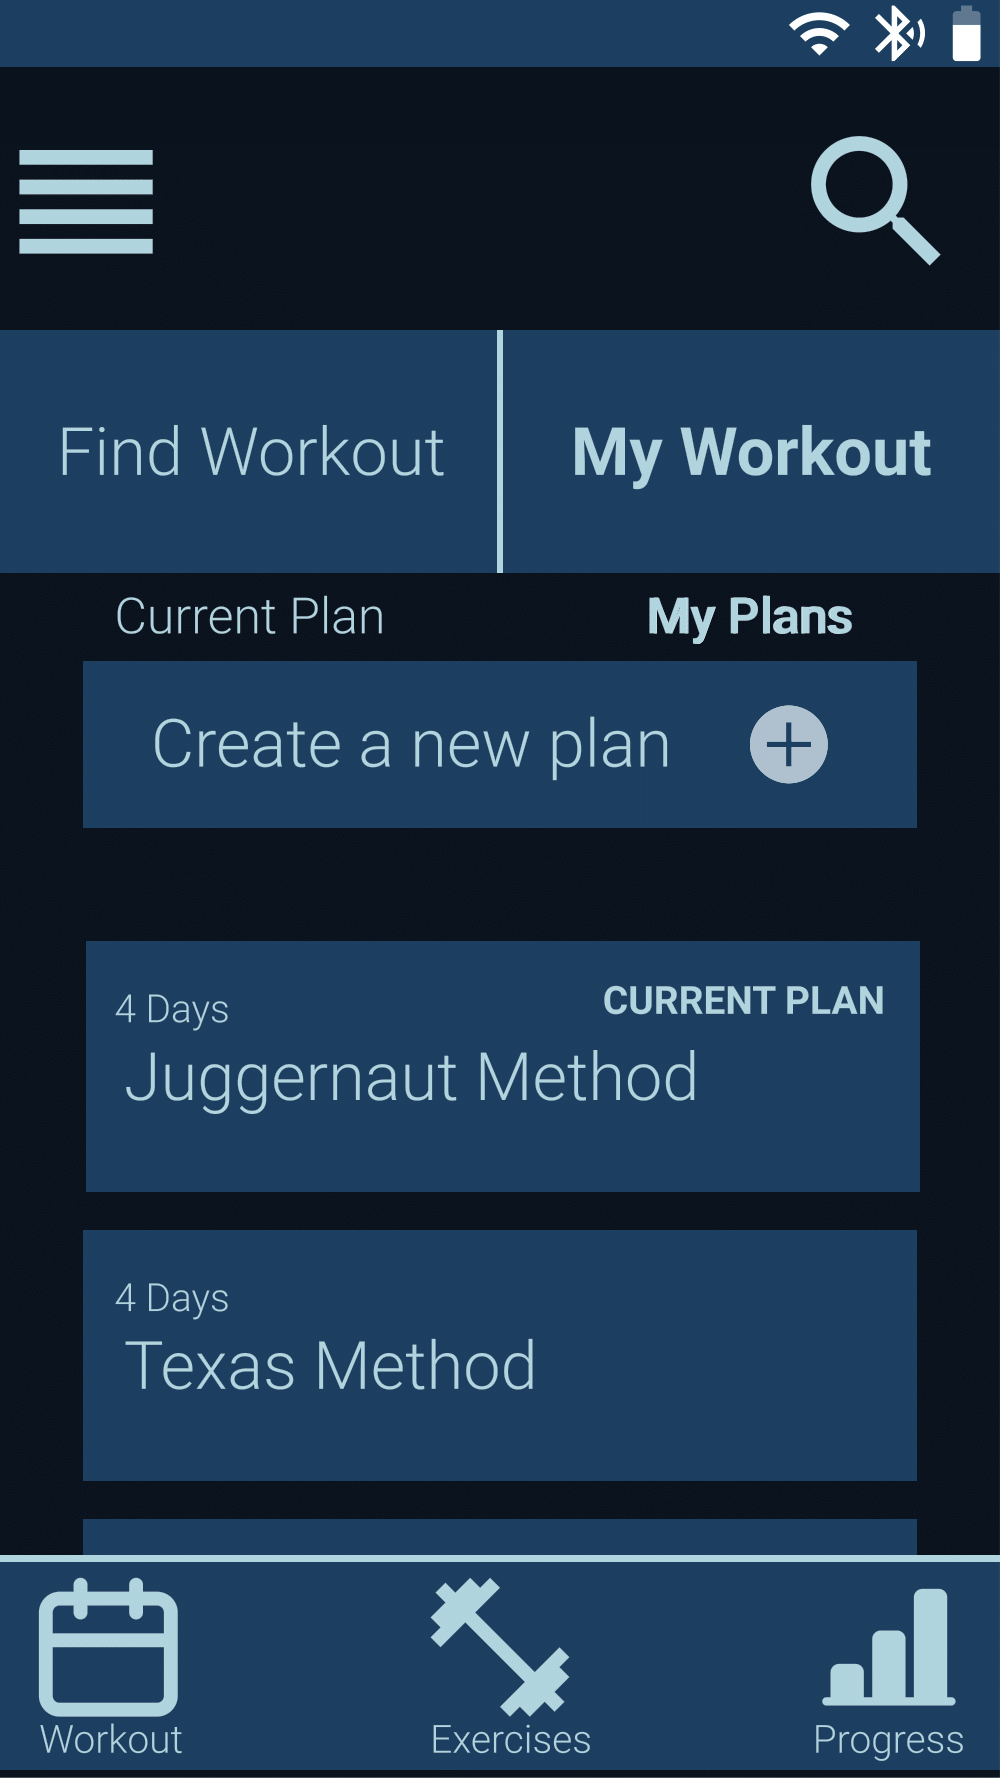 Find Workout
My Workout
Current Plan
My Plans
Create a new plan
4 Days
CURRENT PLAN
Juggernaut Method
4 Days
Texas Method
Workout
Exercises
Progress